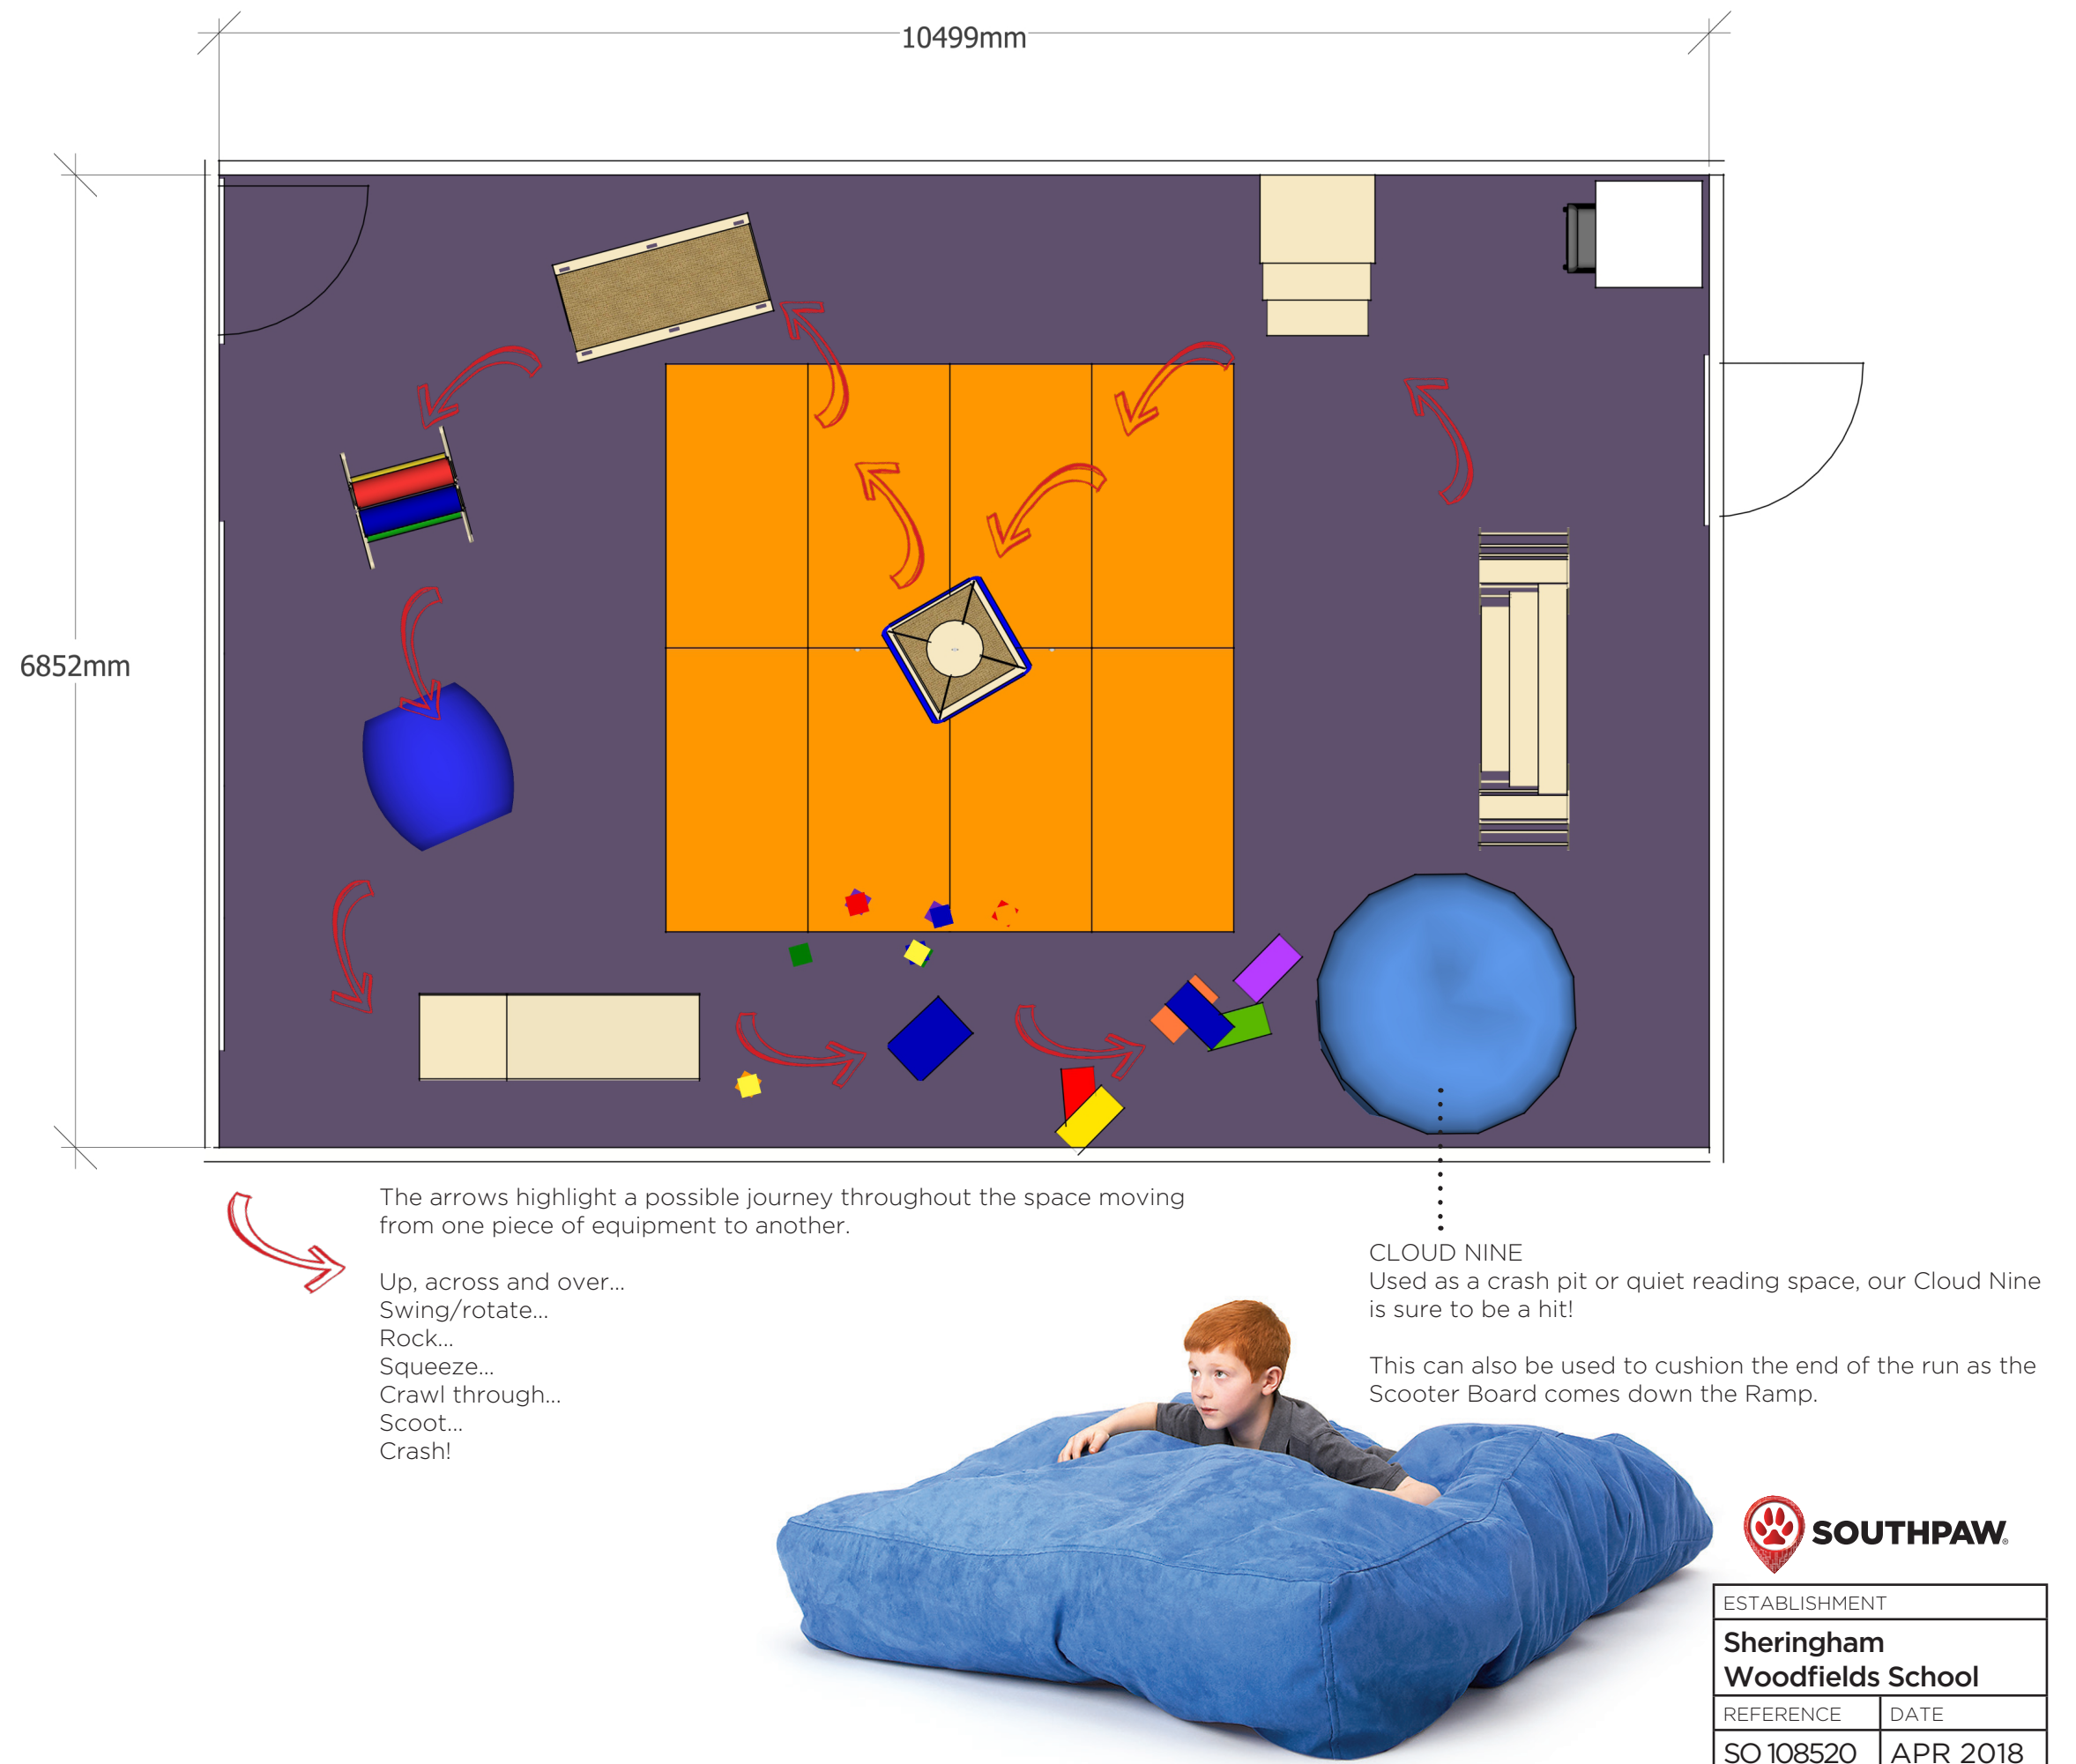 10499mm
6852mm
The arrows highlight a possible journey throughout the space moving
from one piece of equipment to another.
Up, across and over...
Swing/rotate...
Rock...
Squeeze...
Crawl through...
Scoot...
Crash!
CLOUD NINE
Used as a crash pit or quiet reading space, our Cloud Nine
is sure to be a hit!
This can also be used to cushion the end of the run as the
Scooter Board comes down the Ramp.
SOUTHPAW®
ESTABLISHMENT
Sheringham
Woodfields School
REFERENCE DATE
SO 108520 APR 2018